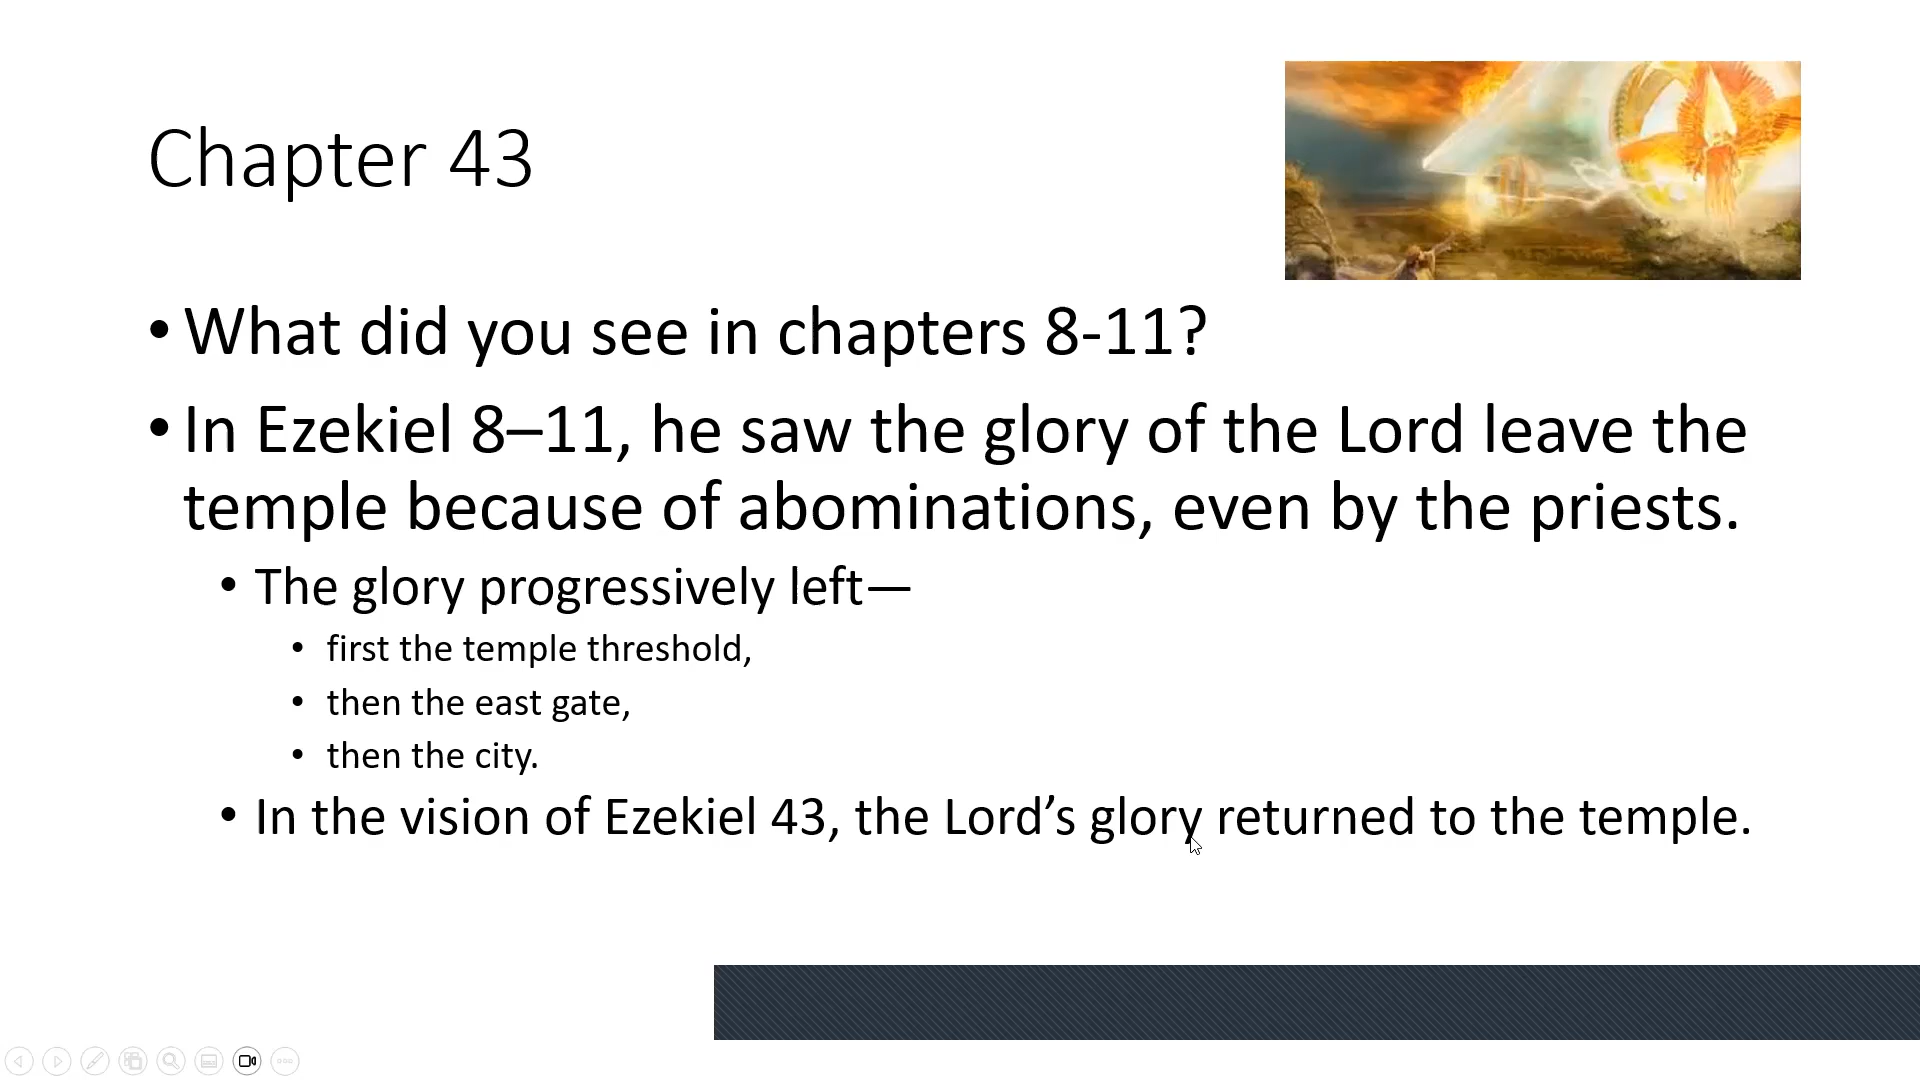 Chapter 43
• What did you see in chapters 8-11?
• In Ezekiel 8–11, he saw the glory of the Lord leave the
temple because of abominations, even by the priests.
• The glory progressively left—
• first the temple threshold,
• then the east gate,
• then the city.
• In the vision of Ezekiel 43, the Lord’s glory returned to the temple.